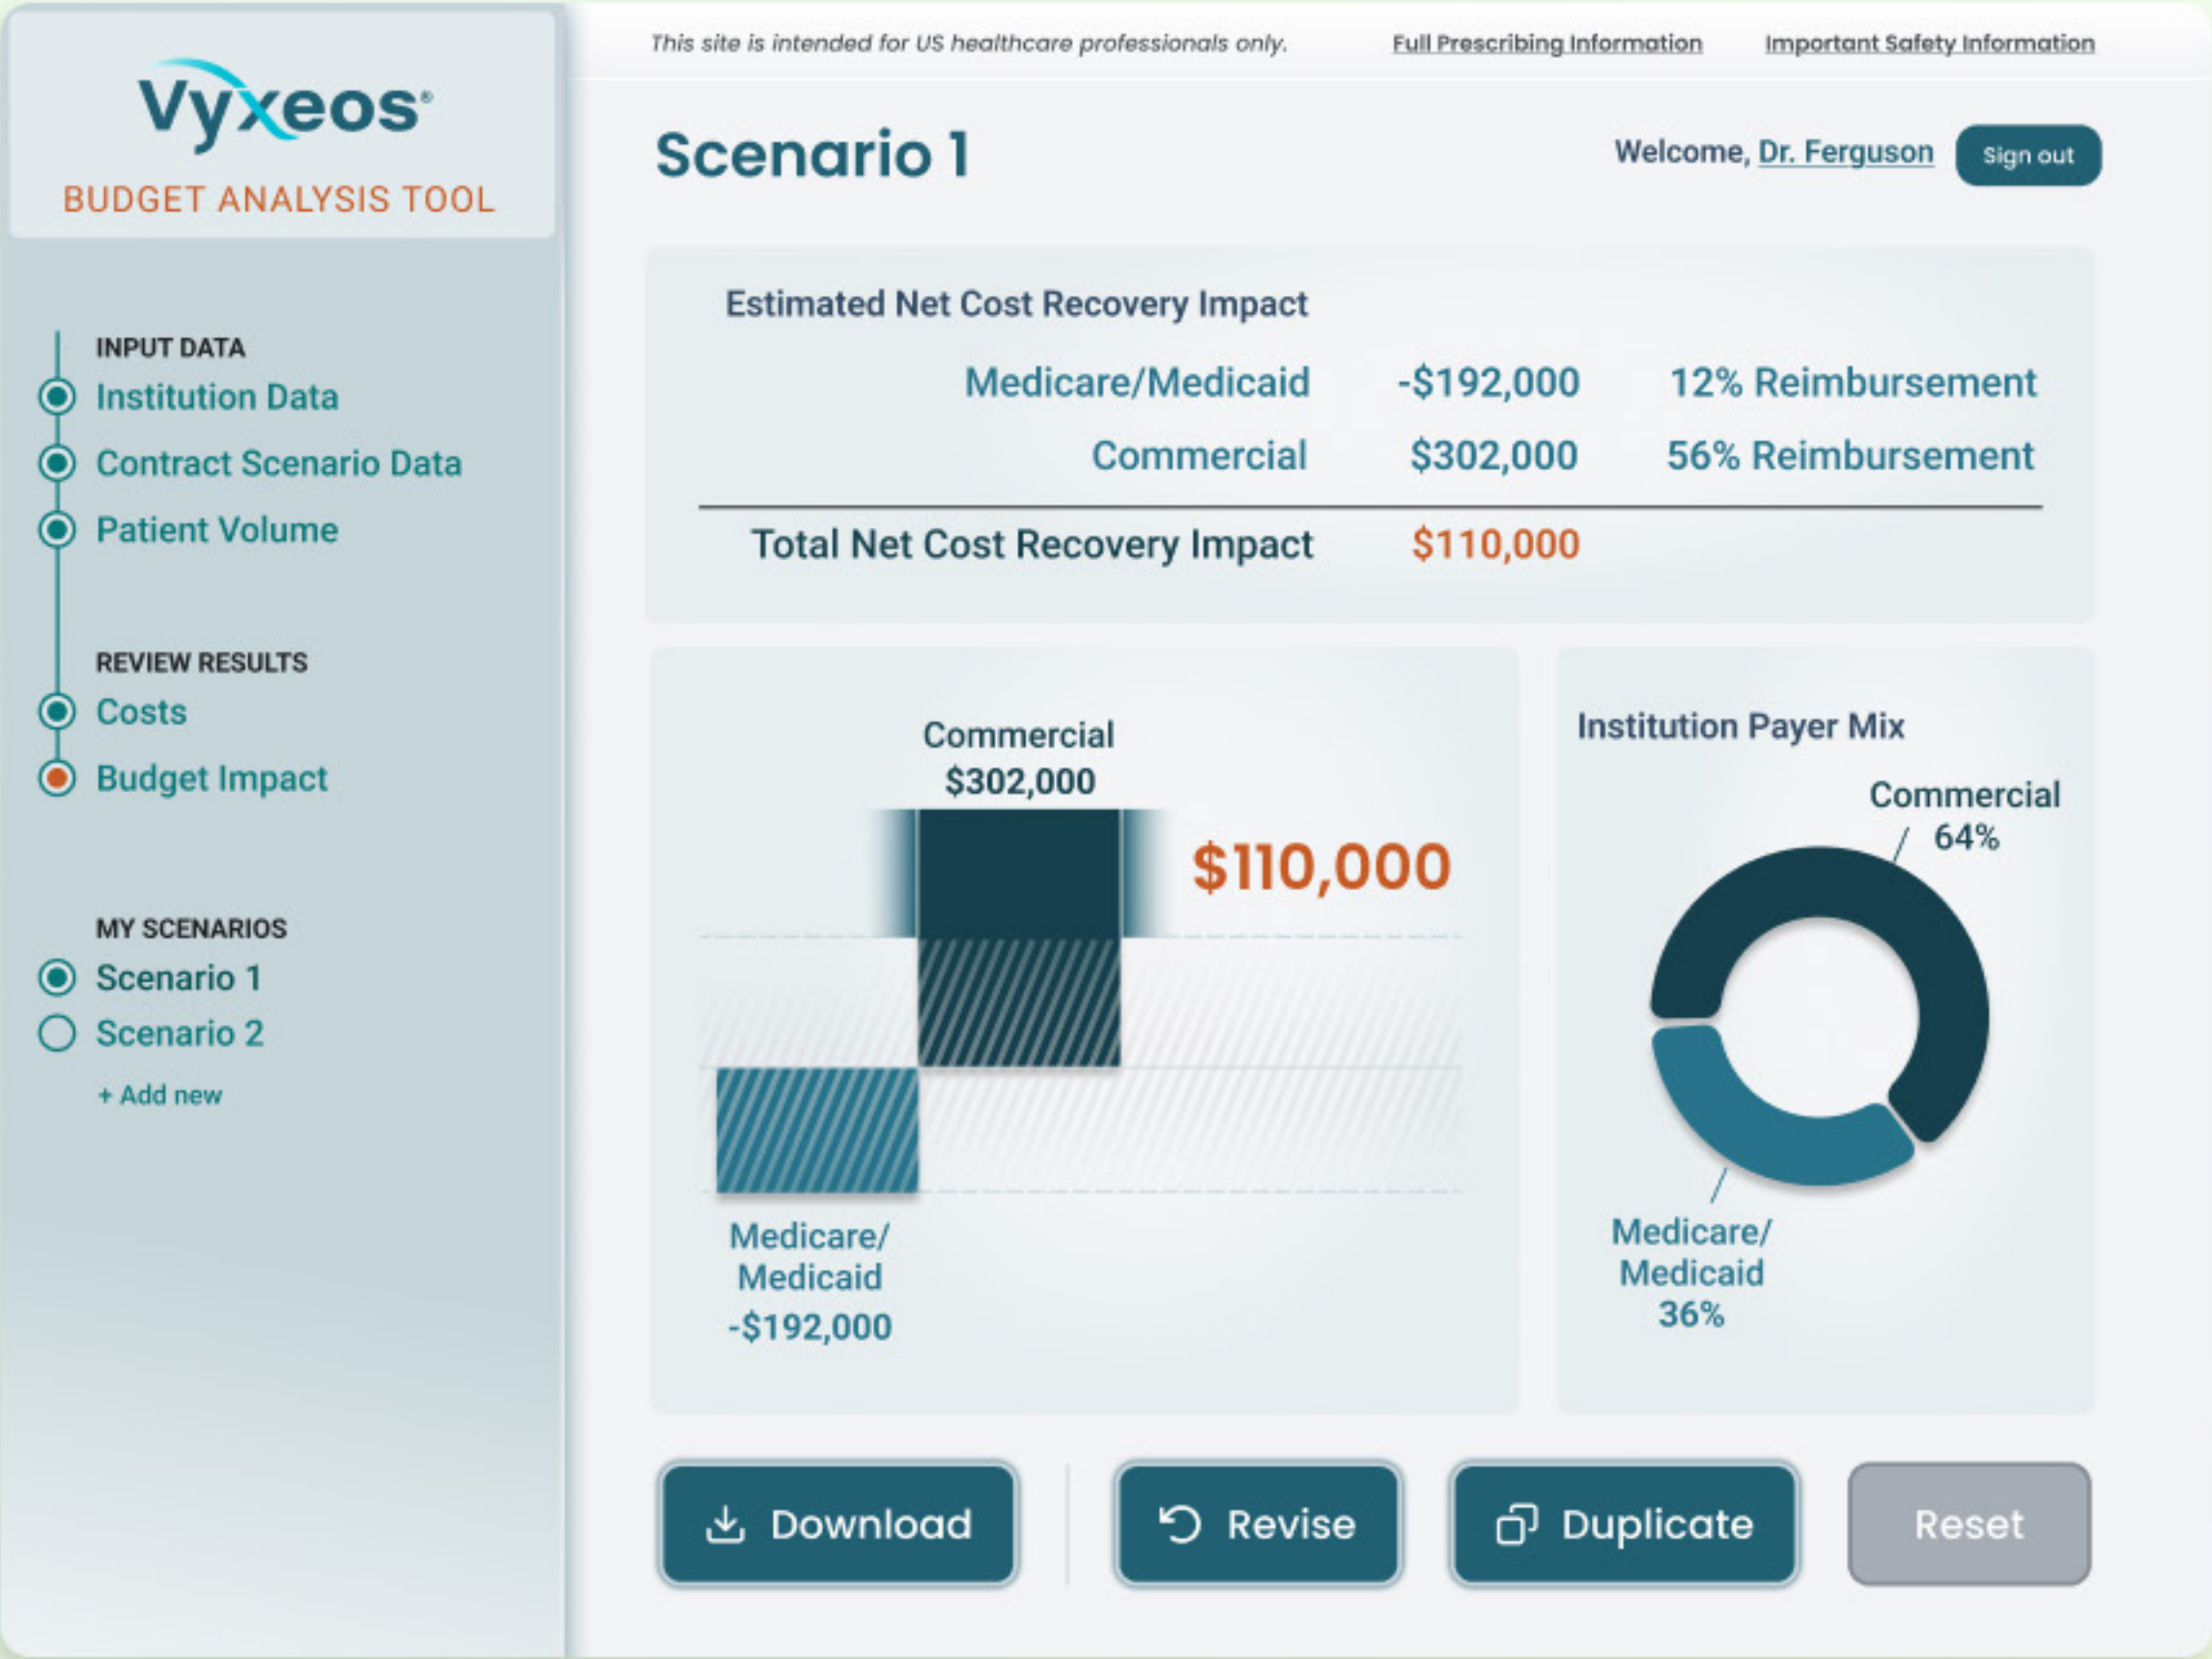 Vyxeos®
BUDGET ANALYSIS TOOL
INPUT DATA
Institution Data
Contract Scenario Data
Patient Volume
REVIEW RESULTS
Costs
Budget Impact
MY SCENARIOS
Scenario 1
Scenario 2
+ Add new
This site is intended for US healthcare professionals only. Full Prescribing Information Important Safety Information
Scenario 1
Welcome, Dr. Ferguson Sign out
Estimated Net Cost Recovery Impact
Medicare/Medicaid -$192,000 12% Reimbursement
Commercial $302,000 56% Reimbursement
Total Net Cost Recovery Impact $110,000
Commercial
$302,000
$110,000
Medicare/
Medicaid
-$192,000
Institution Payer Mix
Commercial
64%
Medicare/
Medicaid
36%
Download Revise Duplicate Reset